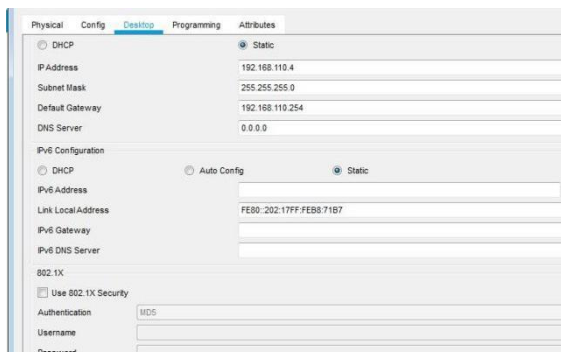 Physical Config Desktop Programming Attributes
DHCP Static
IP Address 192.168.110.4
Subnet Mask 255.255.255.0
Default Gateway 192.168.110.254
DNS Server 0.0.0.0
IPv6 Configuration
DHCP Auto Config Static
IPv6 Address
Link Local Address FE80::202:17FF:FEB8:71B7
IPv6 Gateway
IPv6 DNS Server
802.1X
Use 802.1X Security
Authentication MD5
Username
Password